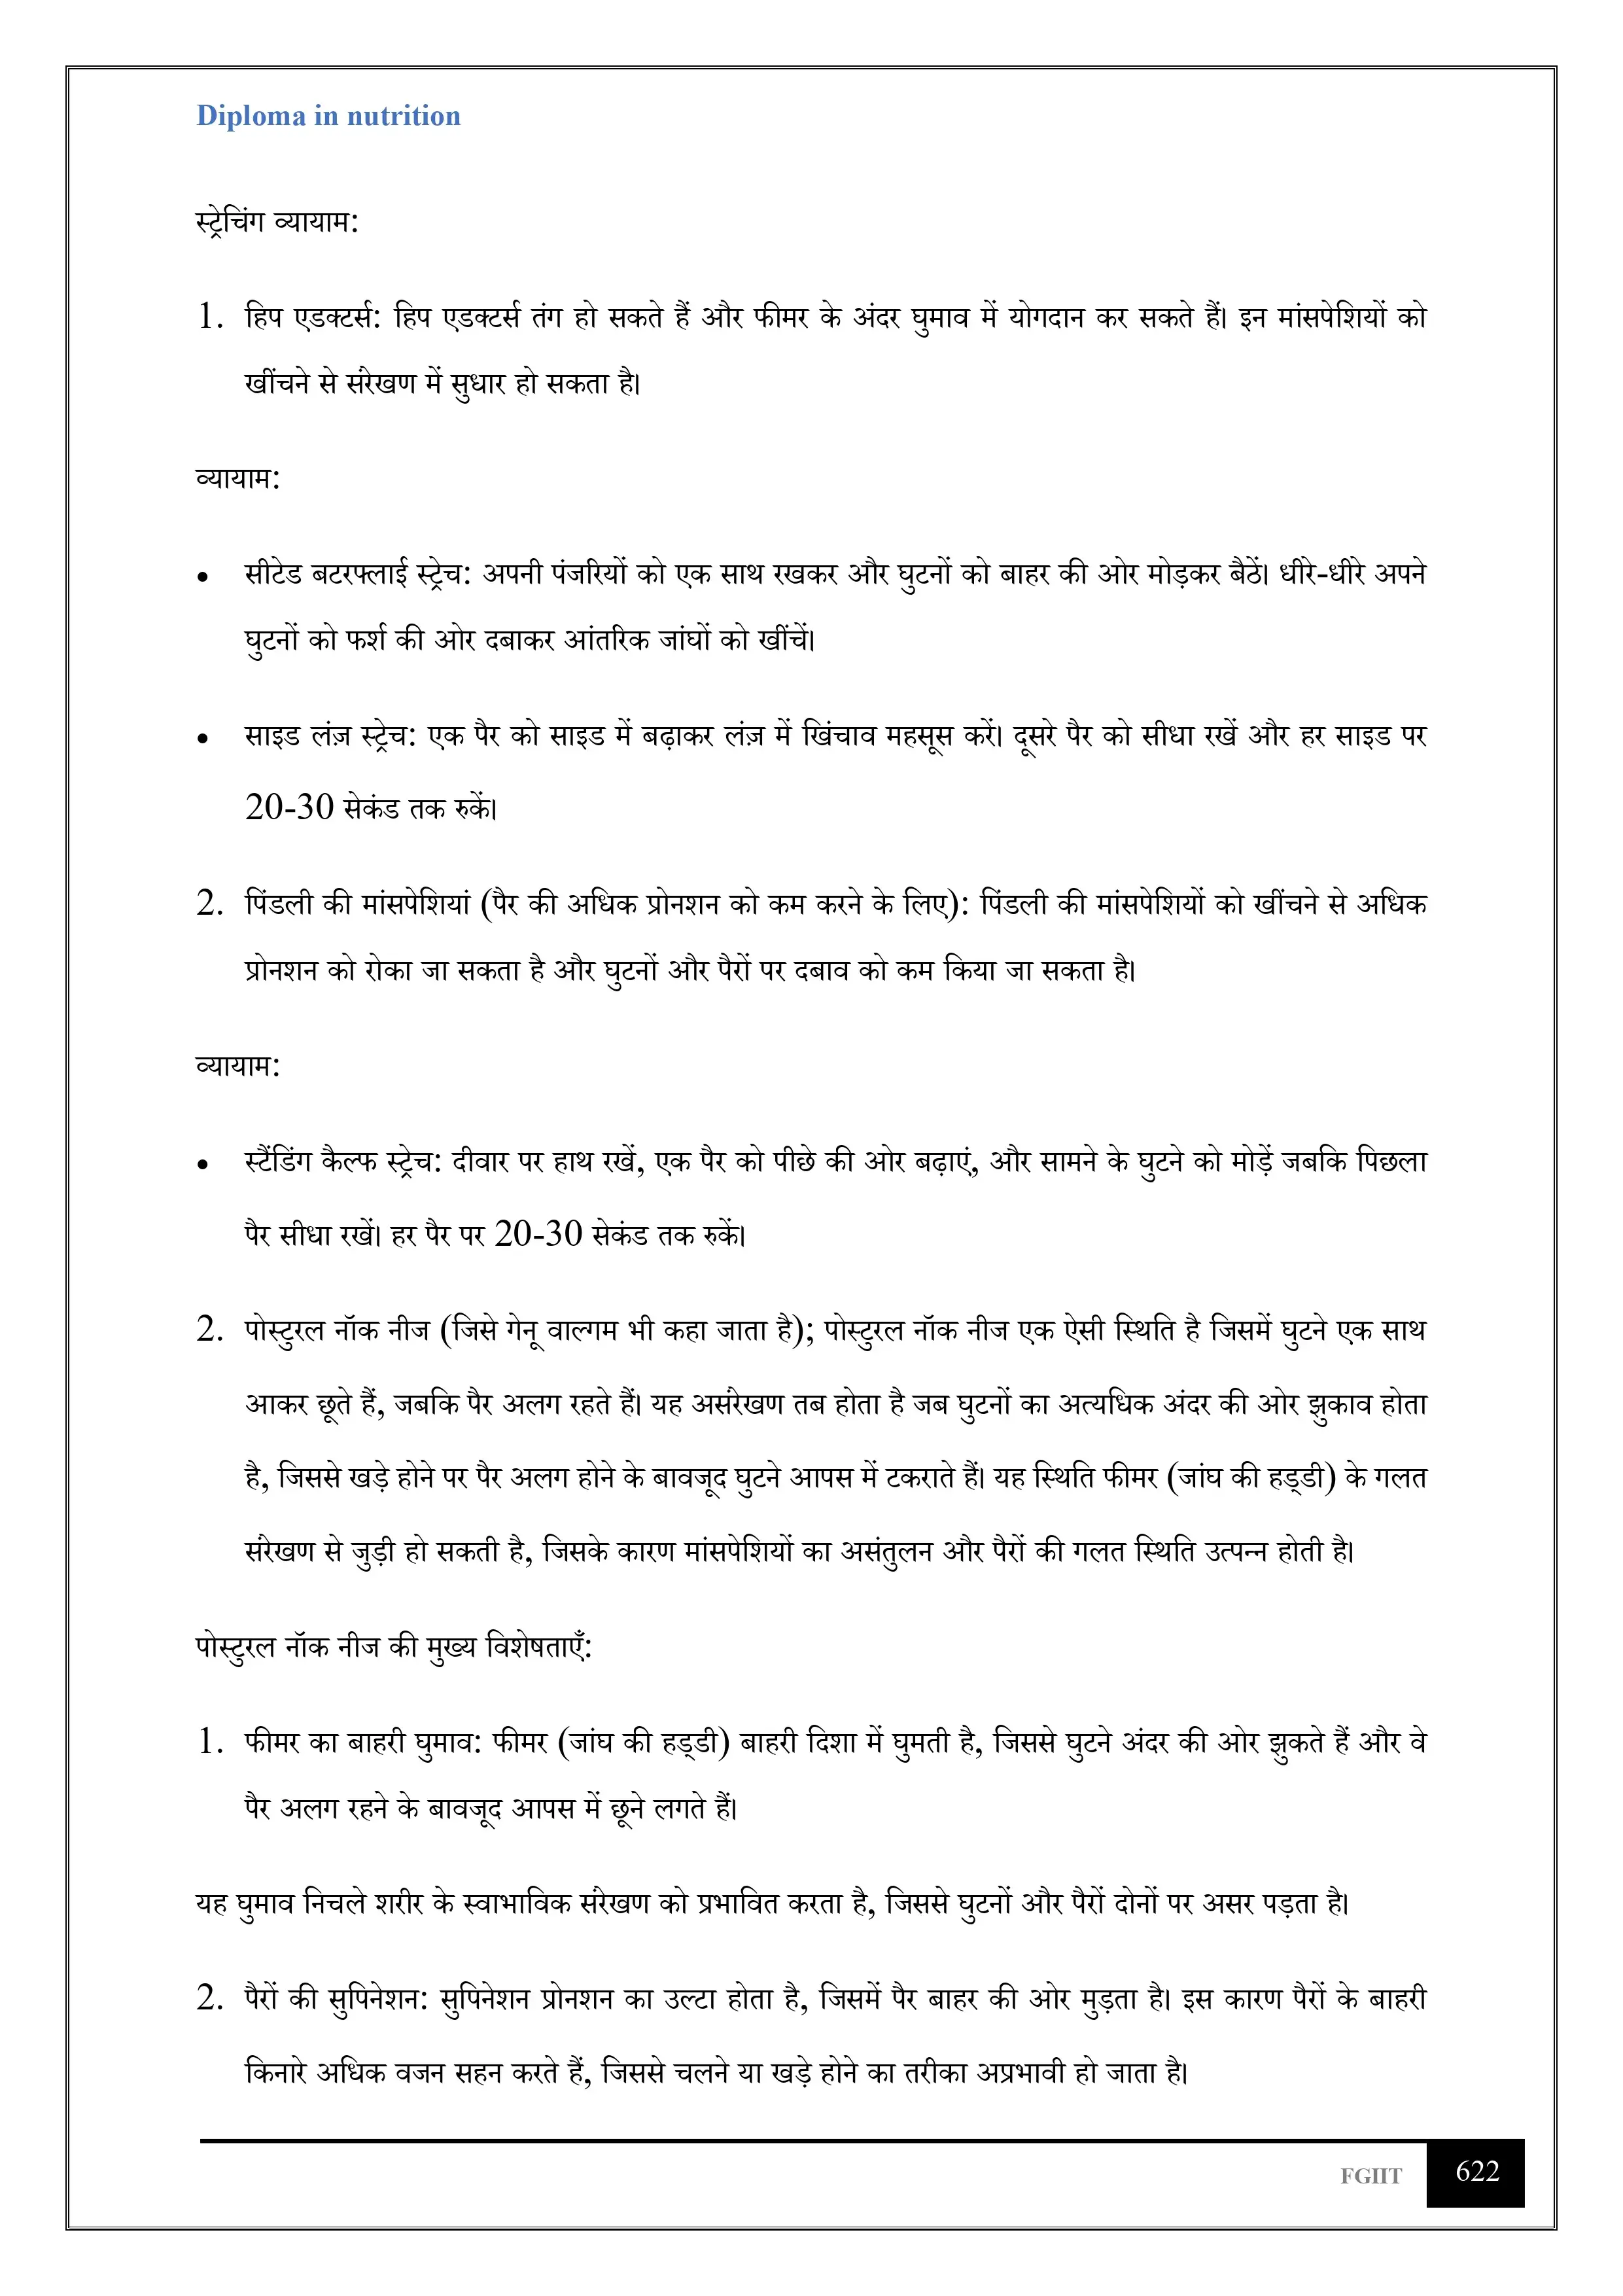 Diploma in nutrition
स्ट्रेचिंग व्यायाम:
1. हिप एडक्टर्स: हिप एडक्टर्स तंग हो सकते हैं और फीमर के अंदर घुमाव में योगदान कर सकते हैं। इन मांसपेशियों को
खींचने से संरेखण में सुधार हो सकता है।
व्यायाम:
• सीटेड बटरफ्लाई स्ट्रेच: अपनी पंजरियों को एक साथ रखकर और घुटनों को बाहर की ओर मोड़कर बैठें। धीरे-धीरे अपने
घुटनों को फर्श की ओर दबाकर आंतरिक जांघों को खींचें।
• साइड लंज़ स्ट्रेच: एक पैर को साइड में बढ़ाकर लंज़ में खिंचाव महसूस करें। दूसरे पैर को सीधा रखें और हर साइड पर
20-30 सेकंड तक रुकें।
2. पिंडली की मांसपेशियां (पैर की अधिक प्रोनशन को कम करने के लिए): पिंडली की मांसपेशियों को खींचने से अधिक
प्रोनशन को रोका जा सकता है और घुटनों और पैरों पर दबाव को कम किया जा सकता है।
व्यायाम:
• स्टैंडिंग कैल्फ स्ट्रेच: दीवार पर हाथ रखें, एक पैर को पीछे की ओर बढ़ाएं, और सामने के घुटने को मोड़ें जबकि पिछला
पैर सीधा रखें। हर पैर पर 20-30 सेकंड तक रुकें।
2. पोस्टुरल नॉक नीज (जिसे गेनू वाल्गम भी कहा जाता है); पोस्टुरल नॉक नीज एक ऐसी स्थिति है जिसमें घुटने एक साथ
आकर छूते हैं, जबकि पैर अलग रहते हैं। यह असंरेखण तब होता है जब घुटनों का अत्यधिक अंदर की ओर झुकाव होता
है, जिससे खड़े होने पर पैर अलग होने के बावजूद घुटने आपस में टकराते हैं। यह स्थिति फीमर (जांघ की हड्डी) के गलत
संरेखण से जुड़ी हो सकती है, जिसके कारण मांसपेशियों का असंतुलन और पैरों की गलत स्थिति उत्पन्न होती है।
पोस्टुरल नॉक नीज की मुख्य विशेषताएँ:
1. फीमर का बाहरी घुमाव: फीमर (जांघ की हड्डी) बाहरी दिशा में घुमती है, जिससे घुटने अंदर की ओर झुकते हैं और वे
पैर अलग रहने के बावजूद आपस में छूने लगते हैं।
यह घुमाव निचले शरीर के स्वाभाविक संरेखण को प्रभावित करता है, जिससे घुटनों और पैरों दोनों पर असर पड़ता है।
2. पैरों की सुपिनेशन: सुपिनेशन प्रोनशन का उल्टा होता है, जिसमें पैर बाहर की ओर मुड़ता है। इस कारण पैरों के बाहरी
किनारे अधिक वजन सहन करते हैं, जिससे चलने या खड़े होने का तरीका अप्रभावी हो जाता है।
FGIIT 622